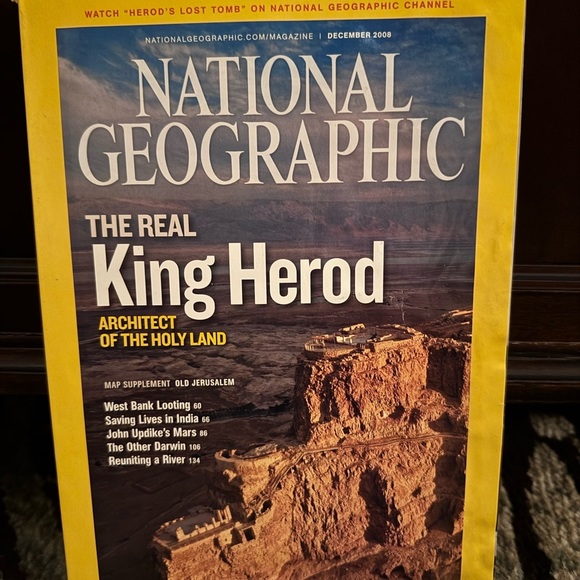 WATCH "HEROD'S LOST TOMB" ON NATIONAL GEOGRAPHIC CHANNEL
NATIONALGEOGRAPHIC.COM/MAGAZINE | DECEMBER 2008
NATIONAL
GEOGRAPHIC
THE REAL
King Herod
ARCHITECT
OF THE HOLY LAND
MAP SUPPLEMENT OLD JERUSALEM
West Bank Looting 60
Saving Lives in India 66
John Updike's Mars 86
The Other Darwin 106
Reuniting a River 134